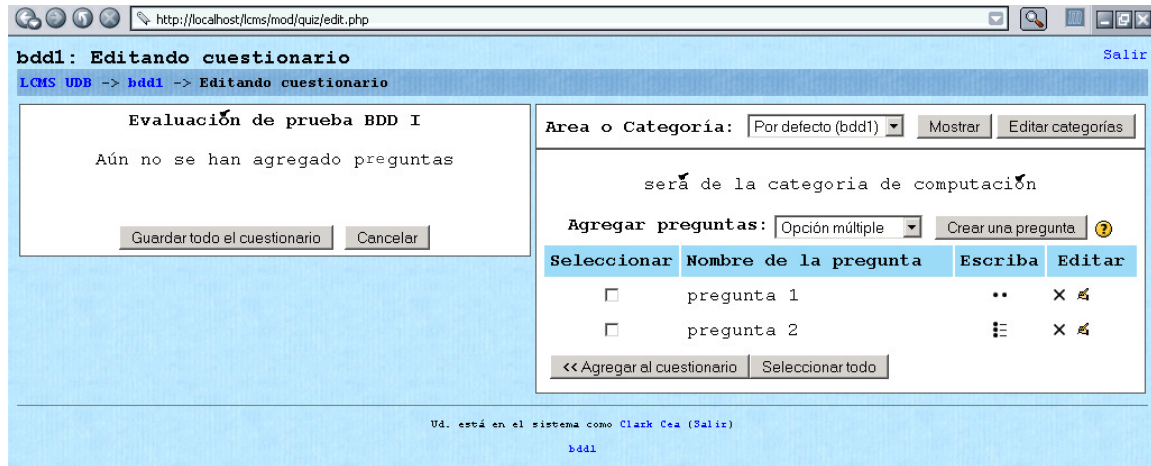 http://localhost/lcms/mod/quiz/edit.php
bdd1: Editando cuestionario
Salir
LCMS UDB -> bdd1 -> Editando cuestionario
Evaluación de prueba BDD I
Aún no se han agregado preguntas
Guardar todo el cuestionario Cancelar
Area o Categoría: Por defecto (bdd1) Mostrar Editar categorías
será de la categoria de computación
Agregar preguntas: Opción múltiple Crear una pregunta ?
Seleccionar Nombre de la pregunta Escriba Editar
pregunta 1
pregunta 2
<< Agregar al cuestionario Seleccionar todo
Ud. está en el sistema como Clark Cea (Salir)
bdd1